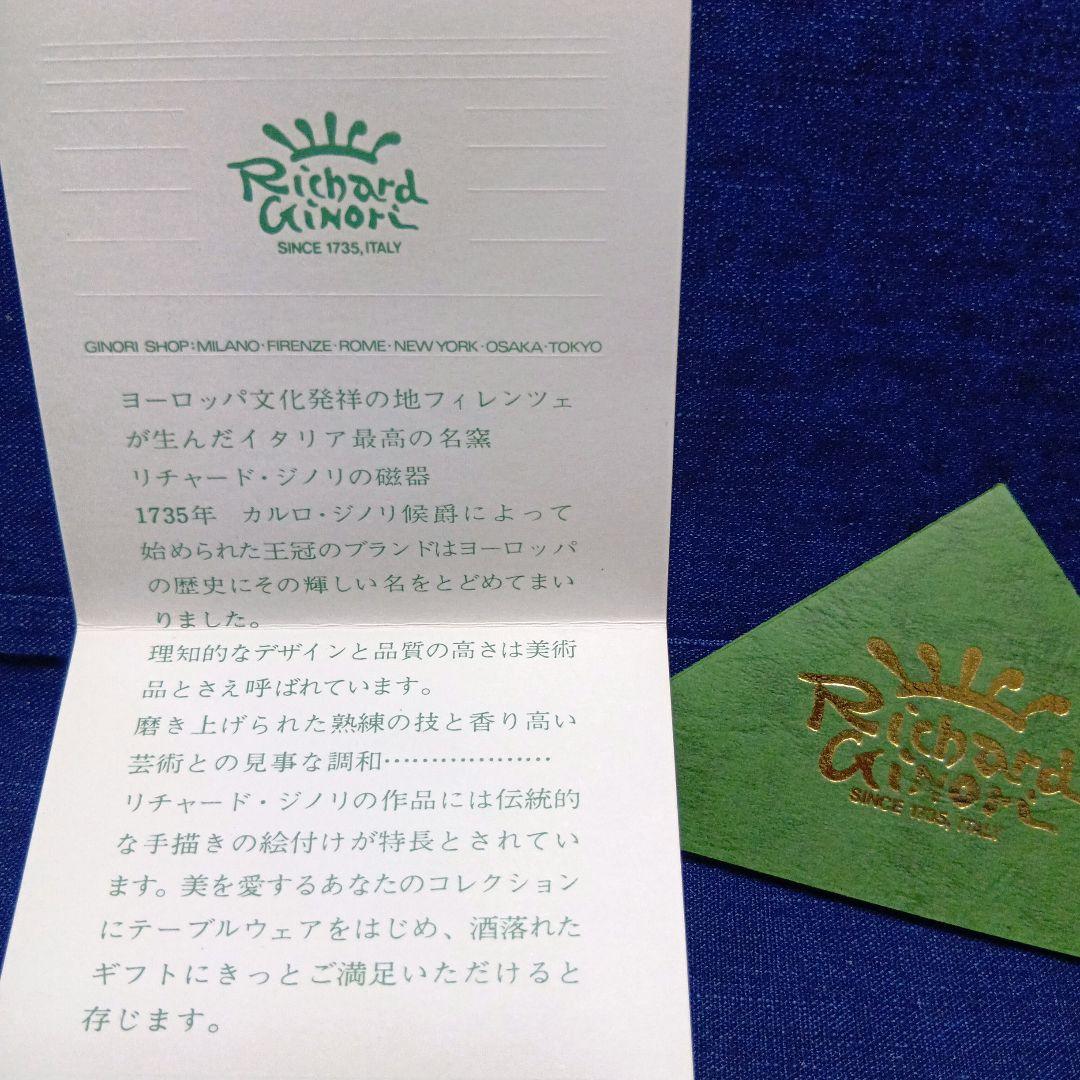 Richard
GiNori
SINCE 1735, ITALY
GINORI SHOP:MILANO·FIRENZE·ROME·NEW YORK·OSAKA·TOKYO
ヨーロッパ文化発祥の地フィレンツェ
が生んだイタリア最高の名窯
リチャード・ジノリの磁器
1735年　カルロ・ジノリ候爵によって
始められた王冠のブランドはヨーロッパ
の歴史にその輝しい名をとどめてまい
りました。
理知的なデザインと品質の高さは美術
品とさえ呼ばれています。
磨き上げられた熟練の技と香り高い
芸術との見事な調和………………
リチャード・ジノリの作品には伝統的
な手描きの絵付けが特長とされてい
ます。美を愛するあなたのコレクション
にテーブルウェアをはじめ、洒落れた
ギフトにきっとご満足いただけると
存じます。
Richard
GiNori
SINCE 1735, ITALY